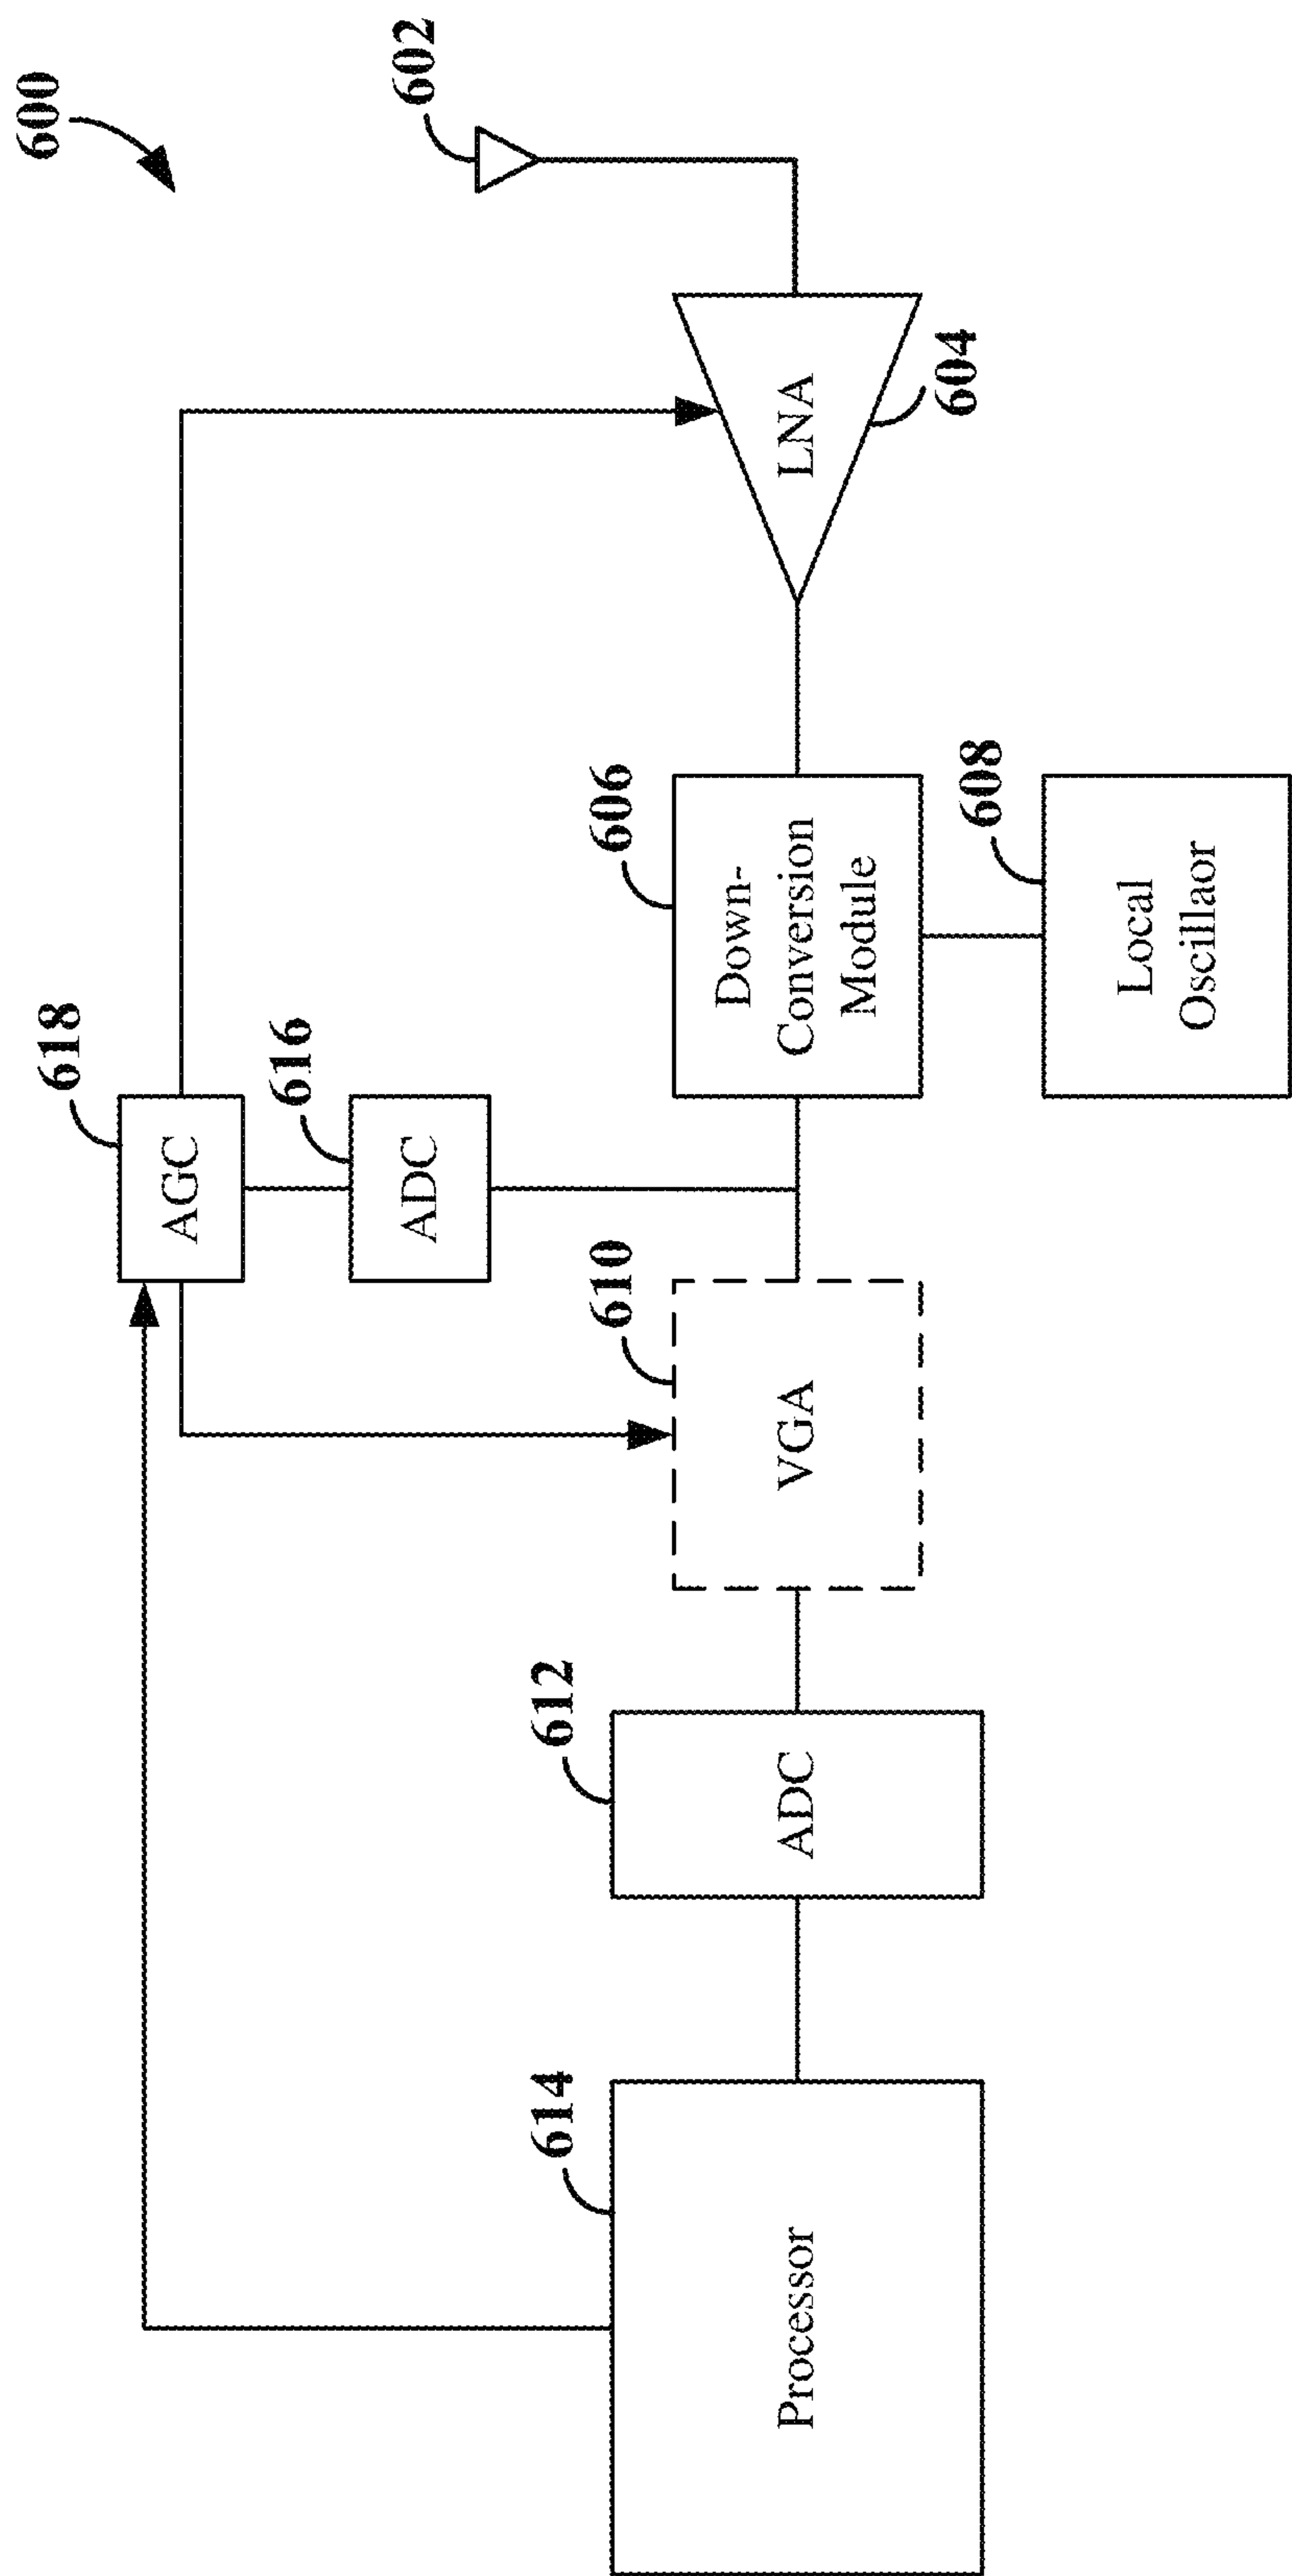 600
602
LNA
604
606
Down-
Conversion
Module
608
Local
Oscillaor
618
AGC
616
ADC
610
VGA
612
ADC
614
Processor